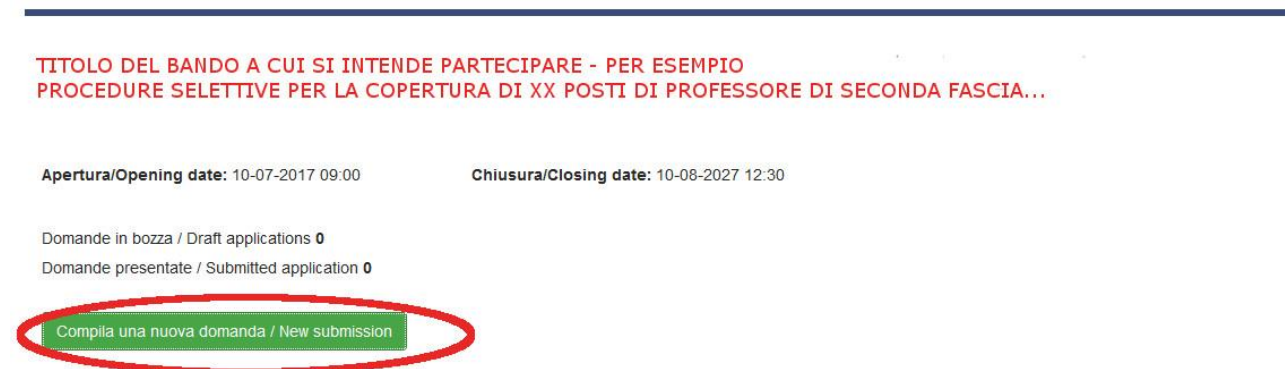 TITOLO DEL BANDO A CUI SI INTENDE PARTECIPARE - PER ESEMPIO
PROCEDURE SELETTIVE PER LA COPERTURA DI XX POSTI DI PROFESSORE DI SECONDA FASCIA...
Apertura/Opening date: 10-07-2017 09:00 Chiusura/Closing date: 10-08-2027 12:30
Domande in bozza / Draft applications 0
Domande presentate / Submitted application 0
Compila una nuova domanda / New submission